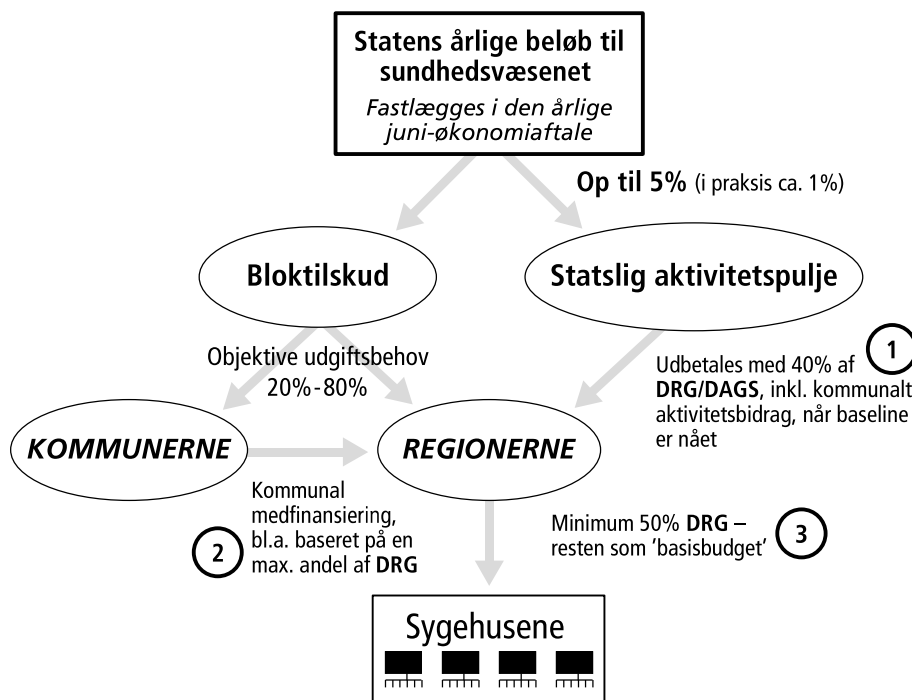 Statens årlige beløb til
sundhedsvæsenet
Fastlægges i den årlige
juni-økonomiaftale
Op til 5% (i praksis ca. 1%)
Bloktilskud
Statslig aktivitetspulje
Objektive udgiftsbehov
20%-80%
1
Udbetales med 40% af
DRG/DAGS, inkl. kommunalt
aktivitetsbidrag, når baseline
er nået
KOMMUNERNE
REGIONERNE
Kommunal
medfinansiering,
bl.a. baseret på en
max. andel af DRG
2
Minimum 50% DRG –
resten som 'basisbudget'
3
Sygehusene